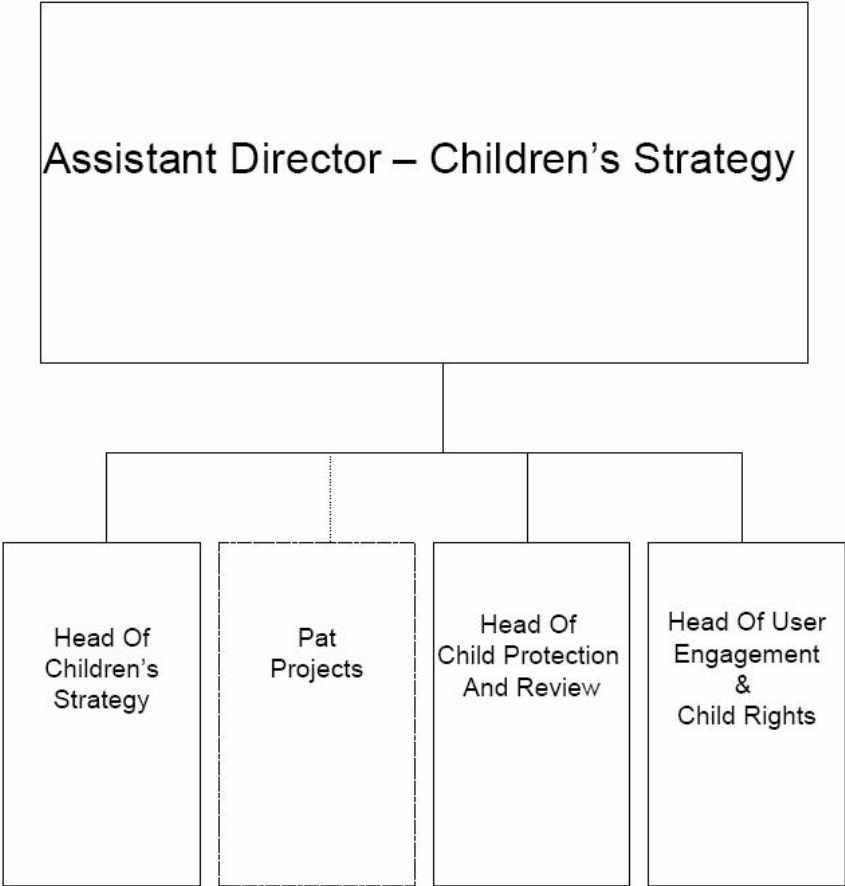 Assistant Director – Children’s Strategy
Head Of
Children’s
Strategy
Pat
Projects
Head Of
Child Protection
And Review
Head Of User
Engagement
&
Child Rights